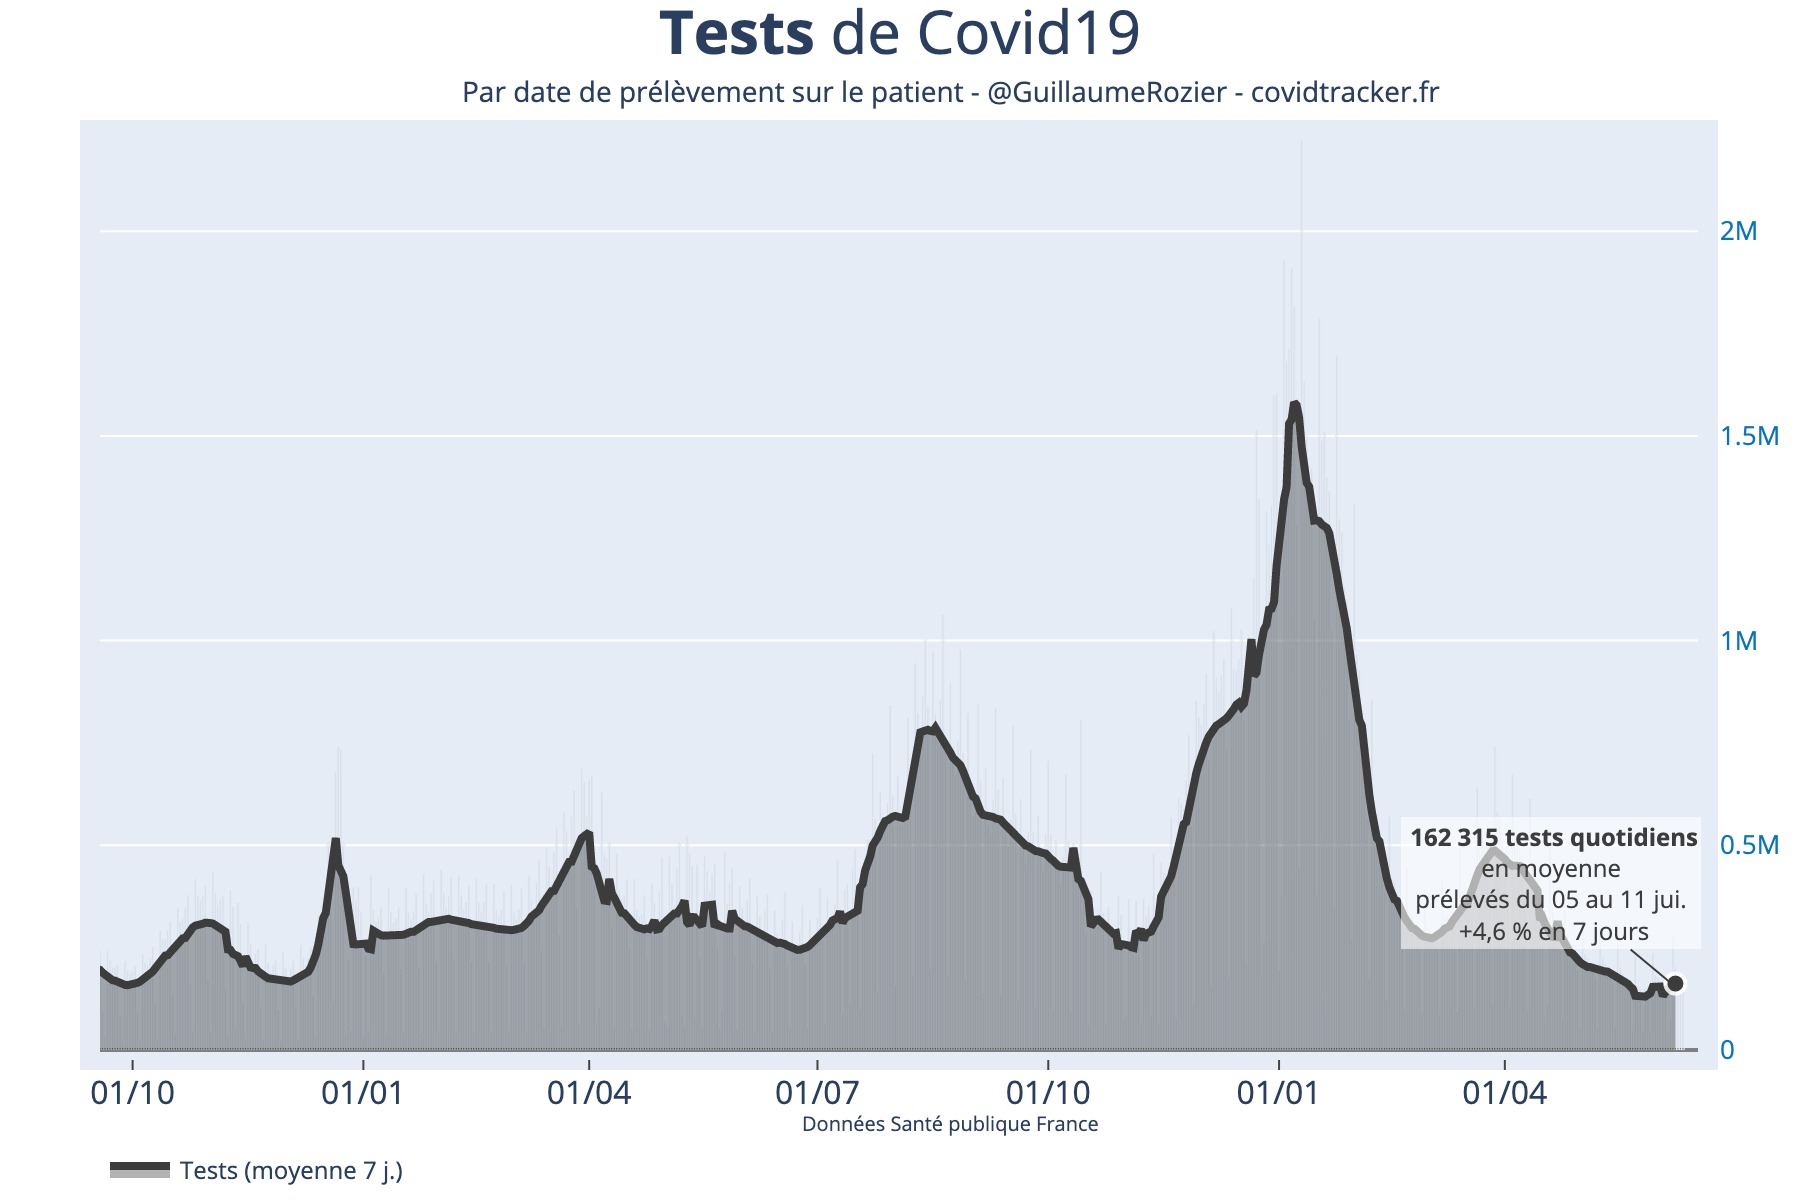 Tests de Covid19
Par date de prélèvement sur le patient - @GuillaumeRozier - covidtracker.fr
2M
1.5M
1M
0.5M
0
162 315 tests quotidiens
en moyenne
prélevés du 05 au 11 jui.
+4,6 % en 7 jours
01/10 01/01 01/04 01/07 01/10 01/01 01/04
Données Santé publique France
Tests (moyenne 7 j.)